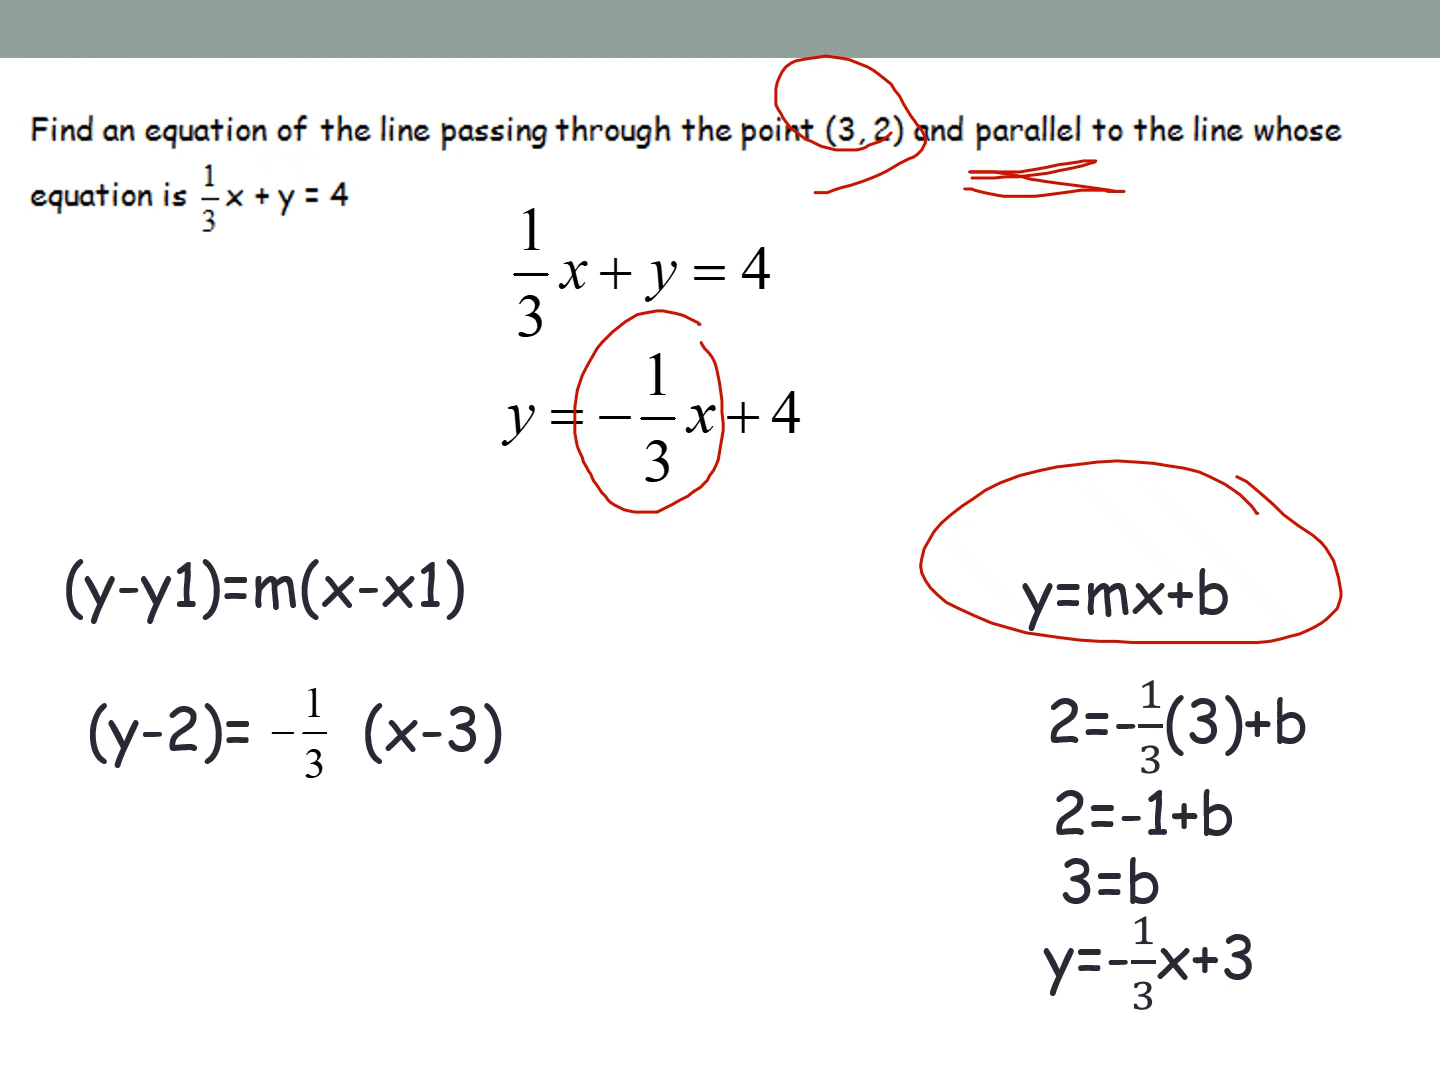 Find an equation of the line passing through the point (3, 2) and parallel to the line whose
equation is 1/3 x + y = 4
1/3 x + y = 4
y = -1/3 x + 4
(y-y1)=m(x-x1)
(y-2)= -1/3 (x-3)
y=mx+b
2=-1/3(3)+b
2=-1+b
3=b
y=-1/3x+3